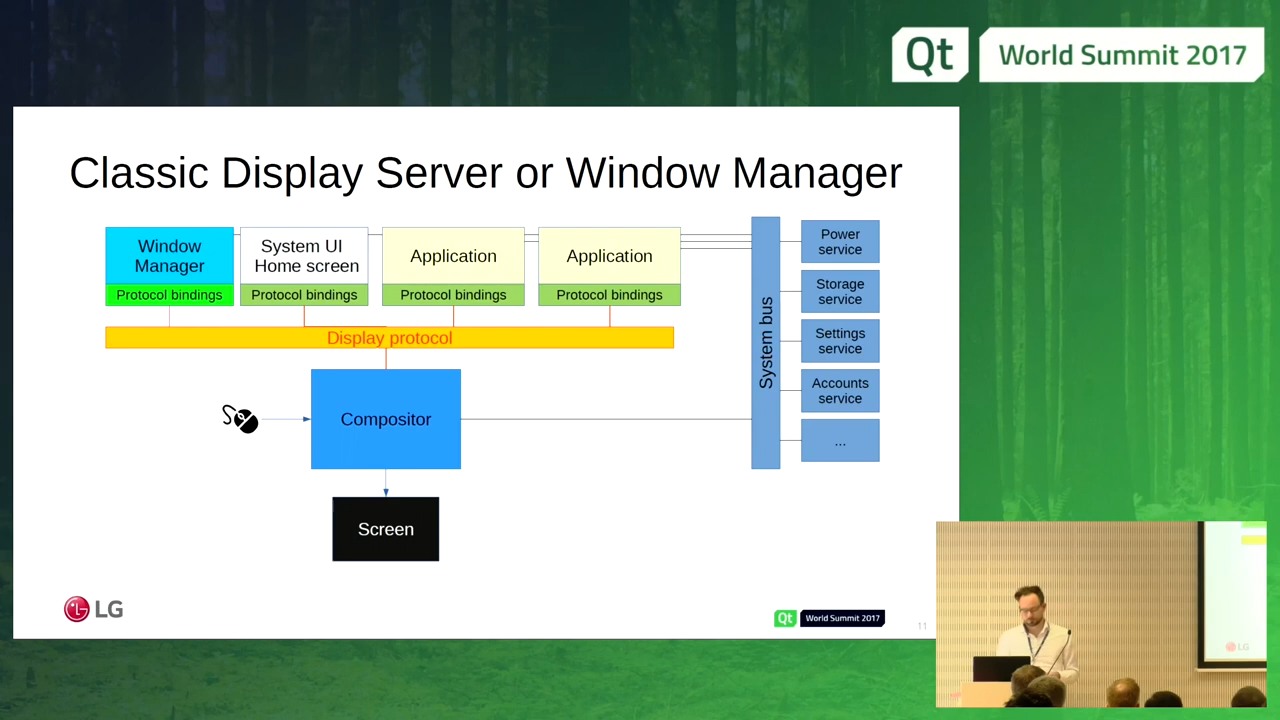 Qt World Summit 2017
Classic Display Server or Window Manager
Window
Manager
Protocol bindings
System UI
Home screen
Protocol bindings
Application
Protocol bindings
Application
Protocol bindings
Display protocol
Compositor
Screen
System bus
Power
service
Storage
service
Settings
service
Accounts
service
...
LG
Qt World Summit 2017
11
LG